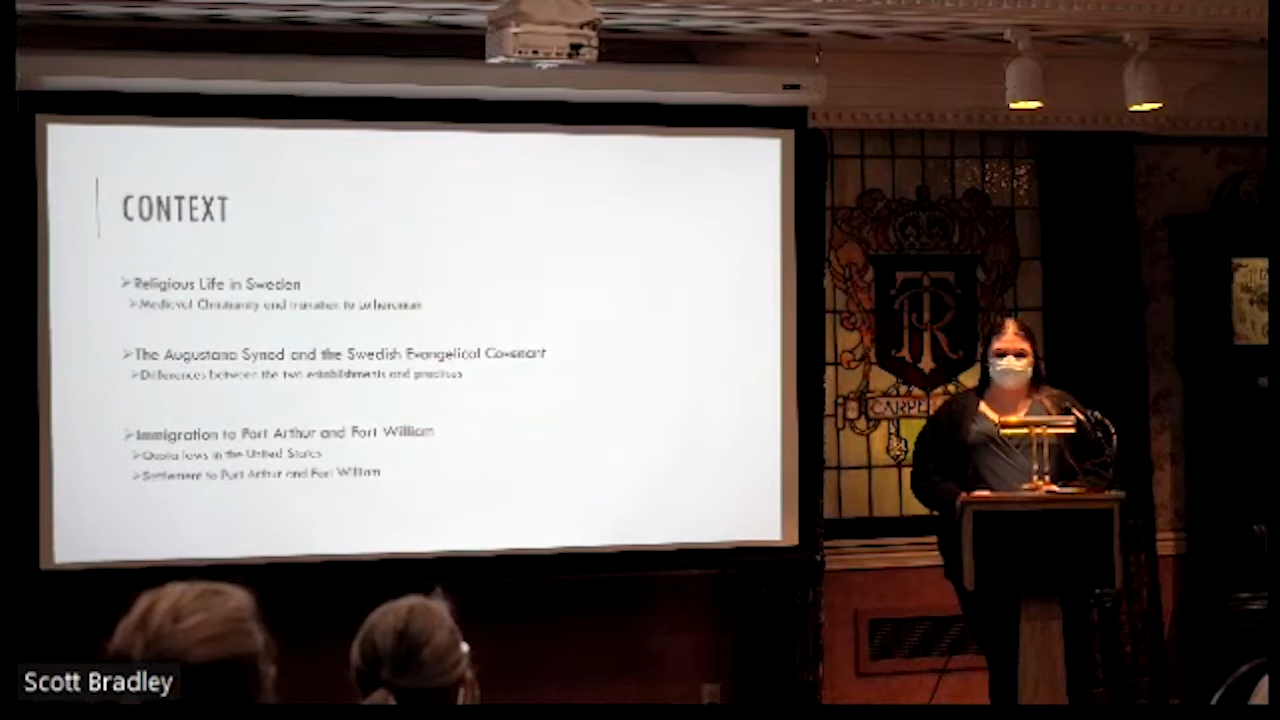 CONTEXT
Religious Life in Sweden
Medieval Christianity and transition to Lutheranism
The Augustana Synod and the Swedish Evangelical Covenant
Differences between the two establishments and practices
Immigration to Port Arthur and Fort William
Quota laws in the United States
Settlement to Port Arthur and Fort William
TR
Scott Bradley